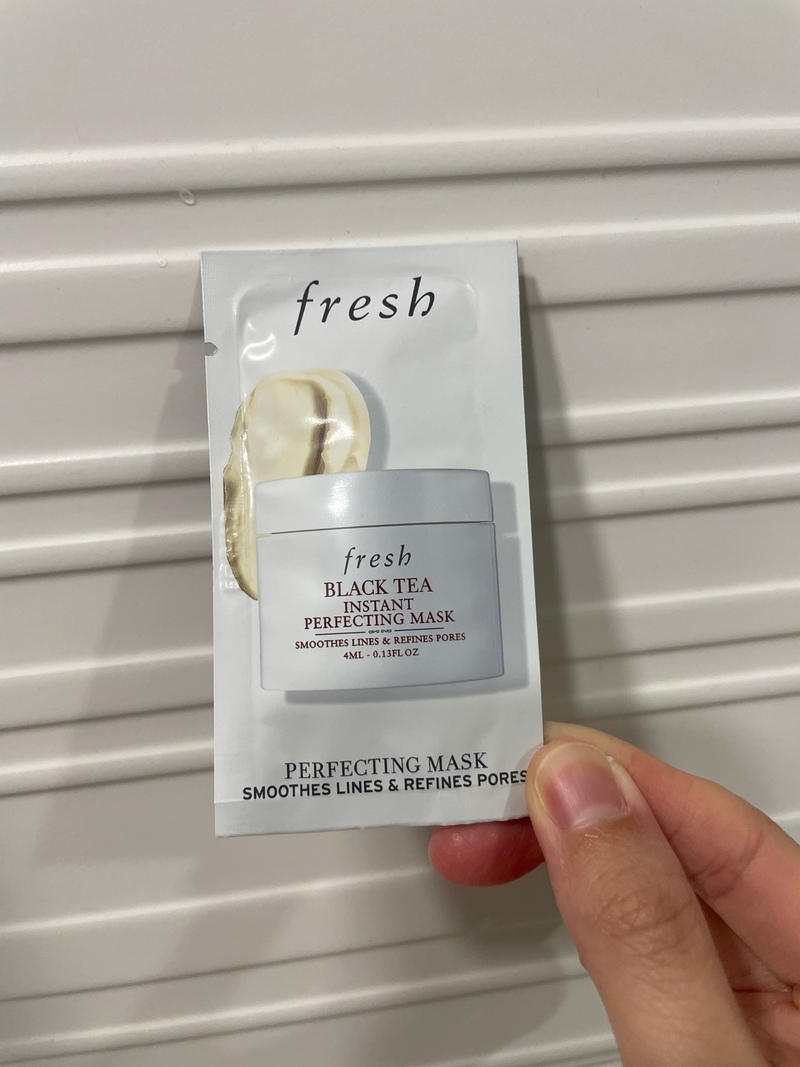 fresh
fresh
BLACK TEA
INSTANT
PERFECTING MASK
SMOOTHES LINES & REFINES PORES
4ML - 0.13FL OZ
PERFECTING MASK
SMOOTHES LINES & REFINES PORES